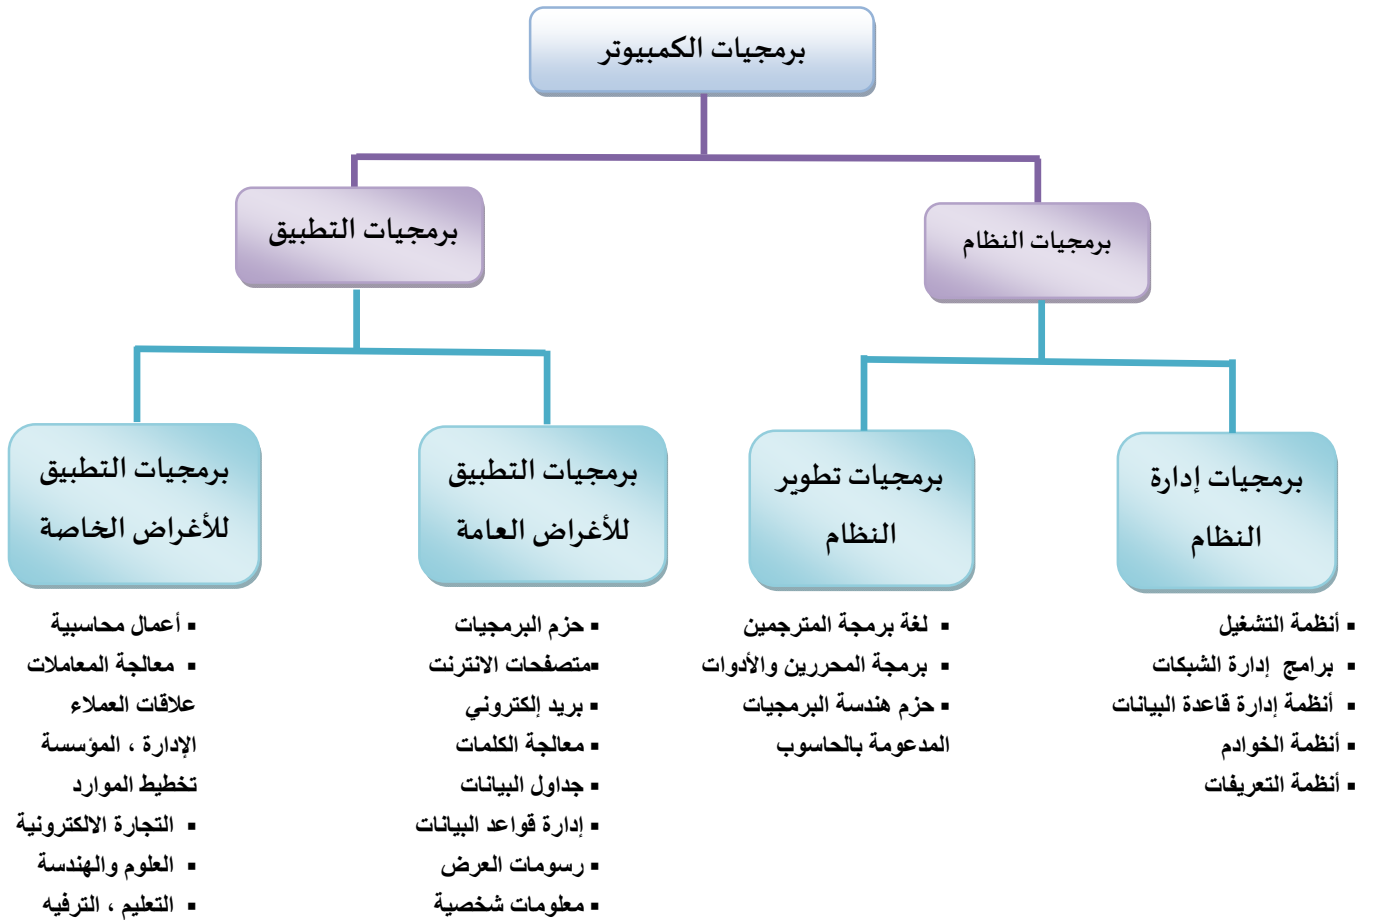 برمجيات الكمبيوتر
برمجيات النظام
برمجيات التطبيق
برمجيات إدارة
النظام
برمجيات تطوير
النظام
برمجيات التطبيق
للأغراض العامة
برمجيات التطبيق
للأغراض الخاصة
▪ أنظمة التشغيل
▪ برامج إدارة الشبكات
▪ أنظمة إدارة قاعدة البيانات
▪ أنظمة الخوادم
▪ أنظمة التعريفات
▪ لغة برمجة المترجمين
▪ برمجة المحررين والأدوات
▪ حزم هندسة البرمجيات
المدعومة بالحاسوب
▪ حزم البرمجيات
▪متصفحات الانترنت
▪ بريد إلكتروني
▪ معالجة الكلمات
▪ جداول البيانات
▪ إدارة قواعد البيانات
▪ رسومات العرض
▪ معلومات شخصية
▪ أعمال محاسبية
▪ معالجة المعاملات
علاقات العملاء
الإدارة ، المؤسسة
تخطيط الموارد
▪ التجارة الالكترونية
▪ العلوم والهندسة
▪ التعليم ، الترفيه